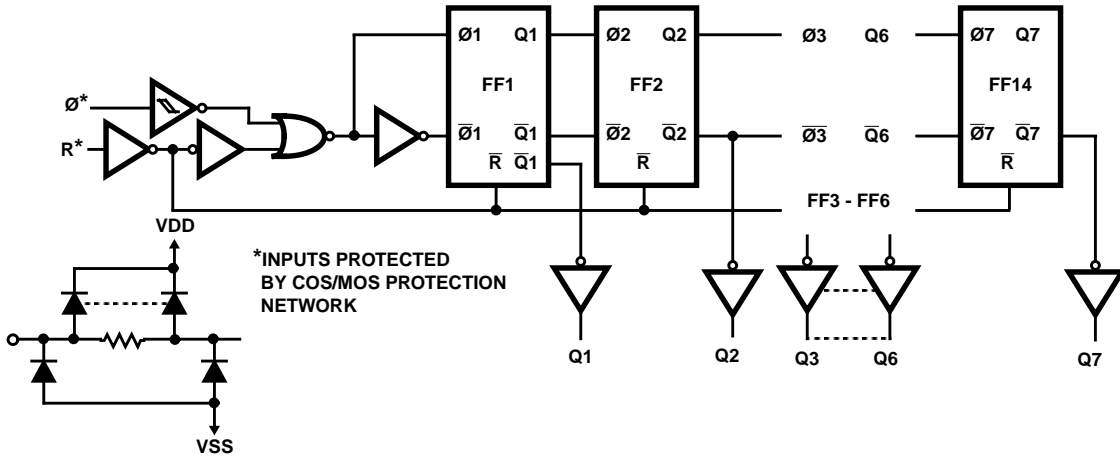 Ø1 Q1 Ø2 Q2 Ø3 Q6 Ø7 Q7
FF1 FF2 FF14
Ø*
R*
Ø̅1 Q̅1 Ø̅2 Q̅2 Ø̅3 Q̅6 Ø̅7 Q̅7
R̅ Q̅1 R̅ R̅
FF3 - FF6
VDD
*INPUTS PROTECTED
BY COS/MOS PROTECTION
NETWORK
Q1 Q2 Q3 Q6 Q7
VSS